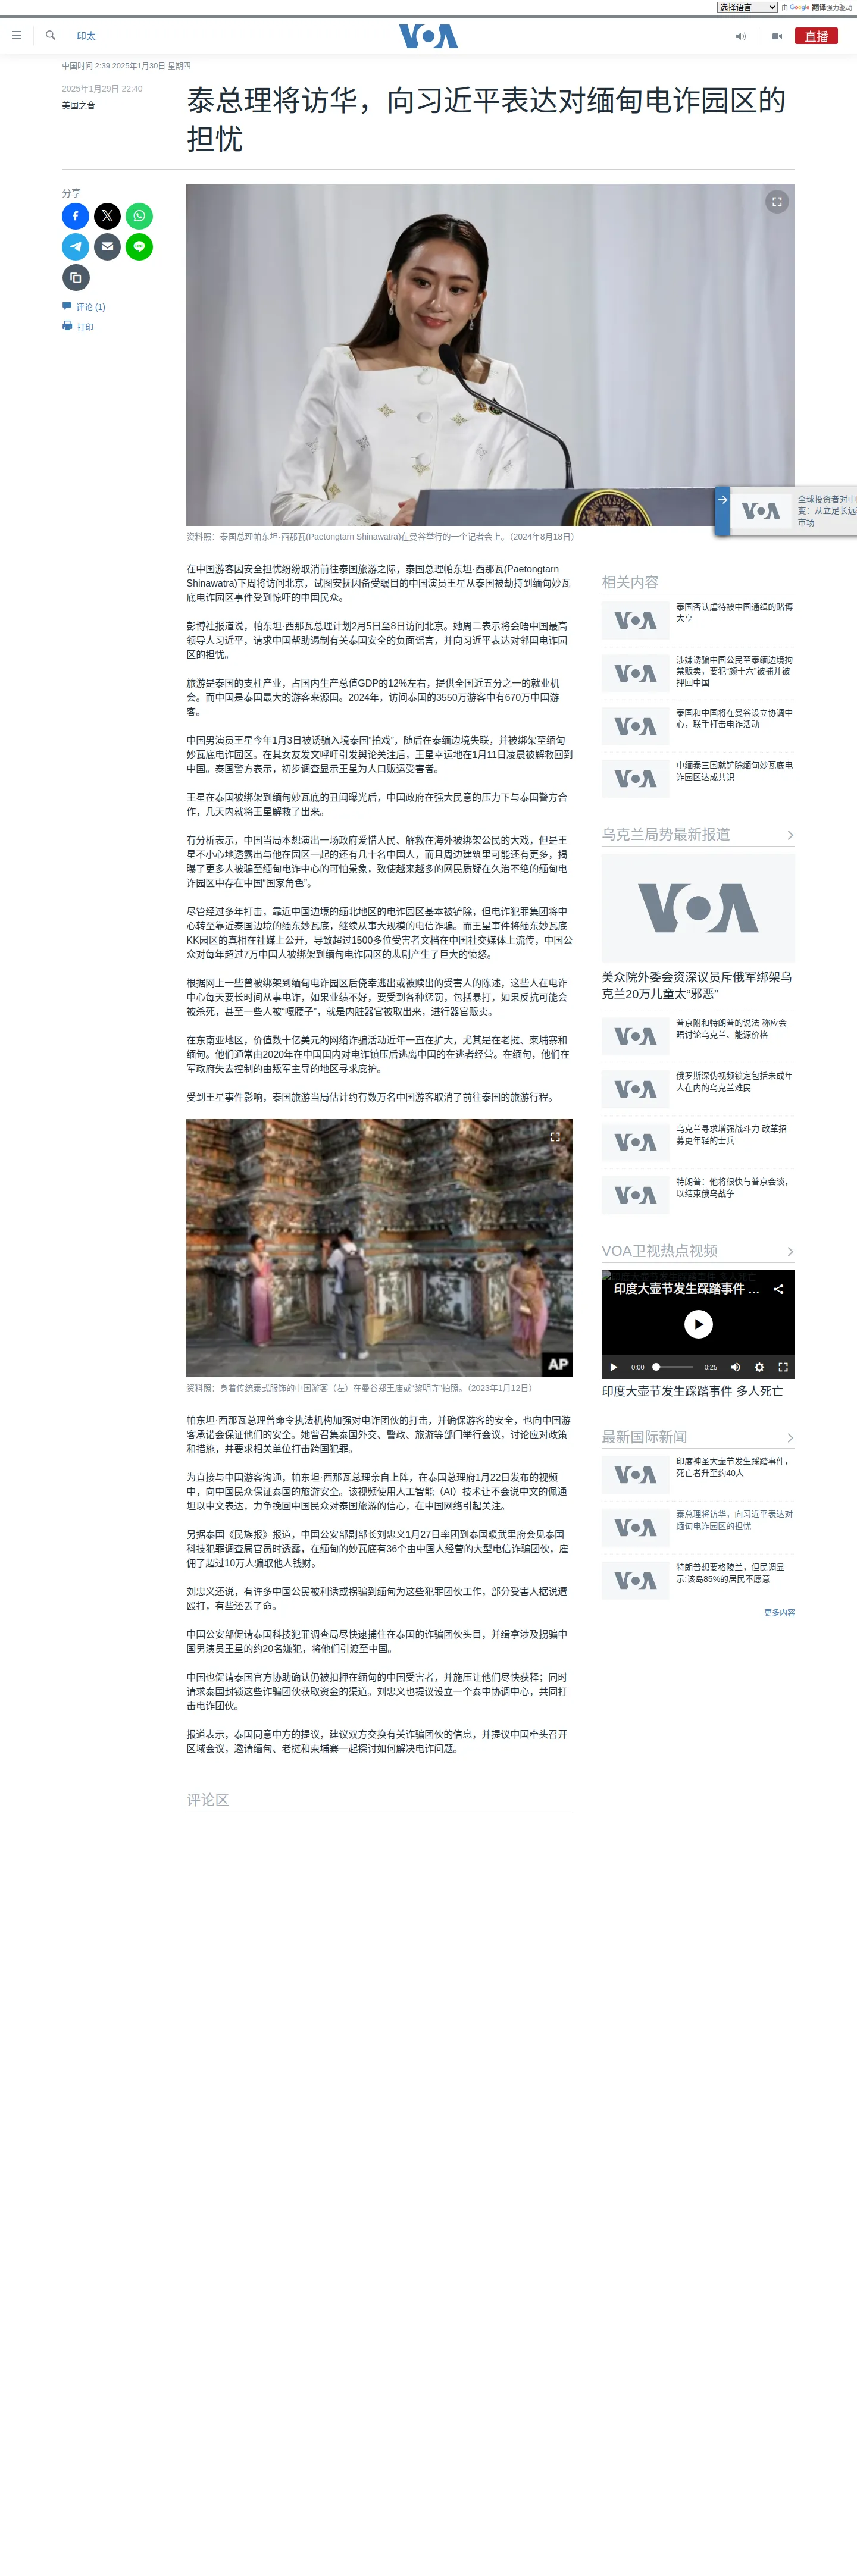 选择语言 由 Google 翻译强力驱动
印太
VOA
直播
中国时间 2:39 2025年1月30日 星期四
2025年1月29日 22:40
美国之音
泰总理将访华，向习近平表达对缅甸电诈园区的
担忧
分享
评论 (1)
打印
资料照：泰国总理帕东坦·西那瓦(Paetongtarn Shinawatra)在曼谷举行的一个记者会上。（2024年8月18日）
全球投资者对中
变：从立足长远
市场
在中国游客因安全担忧纷纷取消前往泰国旅游之际，泰国总理帕东坦·西那瓦(Paetongtarn
Shinawatra)下周将访问北京，试图安抚因备受瞩目的中国演员王星从泰国被劫持到缅甸妙瓦
底电诈园区事件受到惊吓的中国民众。
彭博社报道说，帕东坦·西那瓦总理计划2月5日至8日访问北京。她周二表示将会晤中国最高
领导人习近平，请求中国帮助遏制有关泰国安全的负面谣言，并向习近平表达对邻国电诈园
区的担忧。
旅游是泰国的支柱产业，占国内生产总值GDP的12%左右，提供全国近五分之一的就业机
会。而中国是泰国最大的游客来源国。2024年，访问泰国的3550万游客中有670万中国游
客。
中国男演员王星今年1月3日被诱骗入境泰国“拍戏”，随后在泰缅边境失联，并被绑架至缅甸
妙瓦底电诈园区。在其女友发文呼吁引发舆论关注后，王星幸运地在1月11日凌晨被解救回到
中国。泰国警方表示，初步调查显示王星为人口贩运受害者。
王星在泰国被绑架到缅甸妙瓦底的丑闻曝光后，中国政府在强大民意的压力下与泰国警方合
作，几天内就将王星解救了出来。
有分析表示，中国当局本想演出一场政府爱惜人民、解救在海外被绑架公民的大戏，但是王
星不小心地透露出与他在园区一起的还有几十名中国人，而且周边建筑里可能还有更多，揭
曝了更多人被骗至缅甸电诈中心的可怕景象，致使越来越多的网民质疑在久治不绝的缅甸电
诈园区中存在中国“国家角色”。
尽管经过多年打击，靠近中国边境的缅北地区的电诈园区基本被铲除，但电诈犯罪集团将中
心转至靠近泰国边境的缅东妙瓦底，继续从事大规模的电信诈骗。而王星事件将缅东妙瓦底
KK园区的真相在社媒上公开，导致超过1500多位受害者文档在中国社交媒体上流传，中国公
众对每年超过7万中国人被绑架到缅甸电诈园区的悲剧产生了巨大的愤怒。
根据网上一些曾被绑架到缅甸电诈园区后侥幸逃出或被赎出的受害人的陈述，这些人在电诈
中心每天要长时间从事电诈，如果业绩不好，要受到各种惩罚，包括暴打，如果反抗可能会
被杀死，甚至一些人被“嘎腰子”，就是内脏器官被取出来，进行器官贩卖。
在东南亚地区，价值数十亿美元的网络诈骗活动近年一直在扩大，尤其是在老挝、柬埔寨和
缅甸。他们通常由2020年在中国国内对电诈镇压后逃离中国的在逃者经营。在缅甸，他们在
军政府失去控制的由叛军主导的地区寻求庇护。
受到王星事件影响，泰国旅游当局估计约有数万名中国游客取消了前往泰国的旅游行程。
AP
资料照：身着传统泰式服饰的中国游客（左）在曼谷郑王庙或“黎明寺”拍照。（2023年1月12日）
帕东坦·西那瓦总理曾命令执法机构加强对电诈团伙的打击，并确保游客的安全，也向中国游
客承诺会保证他们的安全。她曾召集泰国外交、警政、旅游等部门举行会议，讨论应对政策
和措施，并要求相关单位打击跨国犯罪。
为直接与中国游客沟通，帕东坦·西那瓦总理亲自上阵，在泰国总理府1月22日发布的视频
中，向中国民众保证泰国的旅游安全。该视频使用人工智能（AI）技术让不会说中文的佩通
坦以中文表达，力争挽回中国民众对泰国旅游的信心，在中国网络引起关注。
另据泰国《民族报》报道，中国公安部副部长刘忠义1月27日率团到泰国暖武里府会见泰国
科技犯罪调查局官员时透露，在缅甸的妙瓦底有36个由中国人经营的大型电信诈骗团伙，雇
佣了超过10万人骗取他人钱财。
刘忠义还说，有许多中国公民被利诱或拐骗到缅甸为这些犯罪团伙工作，部分受害人据说遭
殴打，有些还丢了命。
中国公安部促请泰国科技犯罪调查局尽快逮捕住在泰国的诈骗团伙头目，并缉拿涉及拐骗中
国男演员王星的约20名嫌犯，将他们引渡至中国。
中国也促请泰国官方协助确认仍被扣押在缅甸的中国受害者，并施压让他们尽快获释；同时
请求泰国封锁这些诈骗团伙获取资金的渠道。刘忠义也提议设立一个泰中协调中心，共同打
击电诈团伙。
报道表示，泰国同意中方的提议，建议双方交换有关诈骗团伙的信息，并提议中国牵头召开
区域会议，邀请缅甸、老挝和柬埔寨一起探讨如何解决电诈问题。
评论区
相关内容
VOA
泰国否认虐待被中国通缉的赌博
大亨
VOA
涉嫌诱骗中国公民至泰缅边境拘
禁贩卖，要犯“颜十六”被捕并被
押回中国
VOA
泰国和中国将在曼谷设立协调中
心，联手打击电诈活动
VOA
中缅泰三国就铲除缅甸妙瓦底电
诈园区达成共识
乌克兰局势最新报道
VOA
美众院外委会资深议员斥俄军绑架乌
克兰20万儿童太“邪恶”
VOA
普京附和特朗普的说法 称应会
晤讨论乌克兰、能源价格
VOA
俄罗斯深伪视频锁定包括未成年
人在内的乌克兰难民
VOA
乌克兰寻求增强战斗力 改革招
募更年轻的士兵
VOA
特朗普：他将很快与普京会谈，
以结束俄乌战争
VOA卫视热点视频
印度大壶节发生踩踏事件 ...
0:00 0:25
印度大壶节发生踩踏事件 多人死亡
最新国际新闻
VOA
印度神圣大壶节发生踩踏事件，
死亡者升至约40人
VOA
泰总理将访华，向习近平表达对
缅甸电诈园区的担忧
VOA
特朗普想要格陵兰，但民调显
示:该岛85%的居民不愿意
更多内容